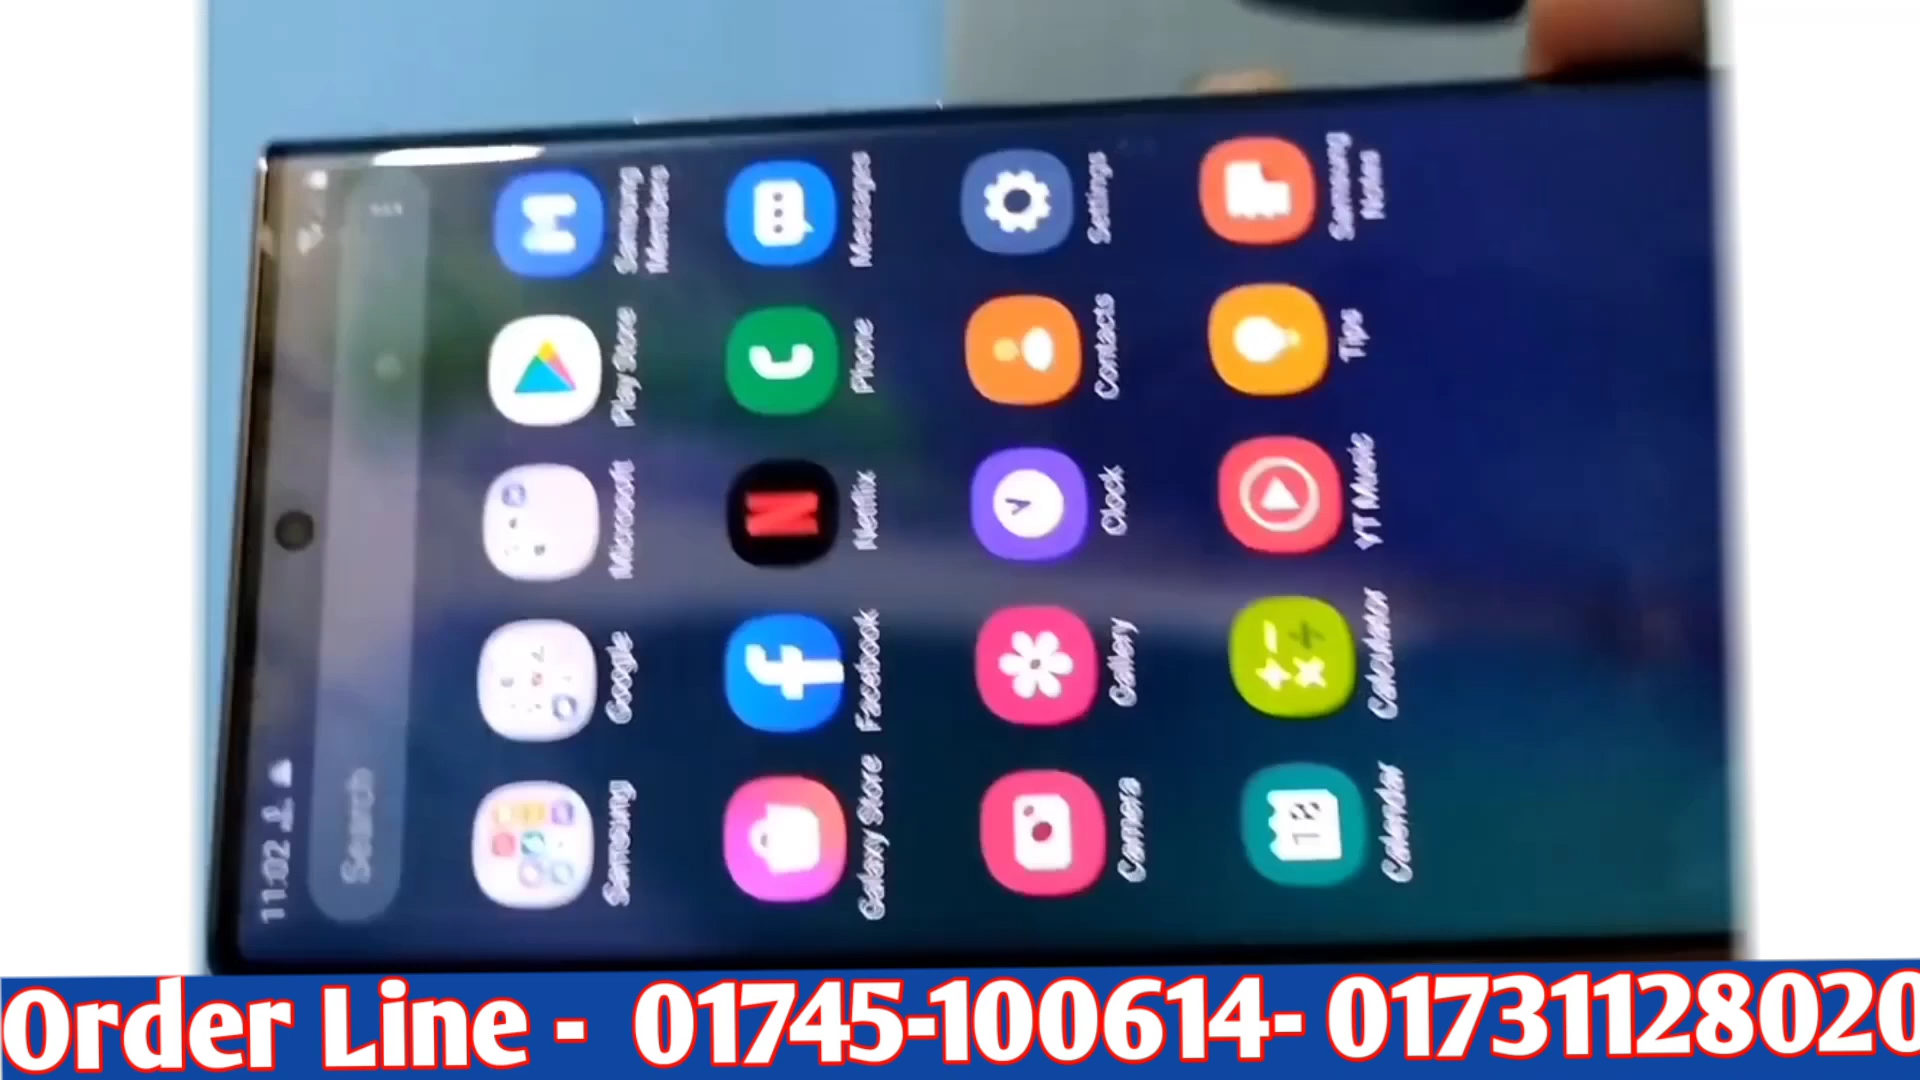 11:02
Search
Samsung
Google
Microsoft
Play Store
Samsung
Members
Galaxy Store
Facebook
Netflix
Phone
Messages
Camera
Gallery
Clock
Contacts
Settings
Calendar
18
Calculator
YT Music
Tips
Samsung
Notes
Order Line - 01745-100614- 01731128020